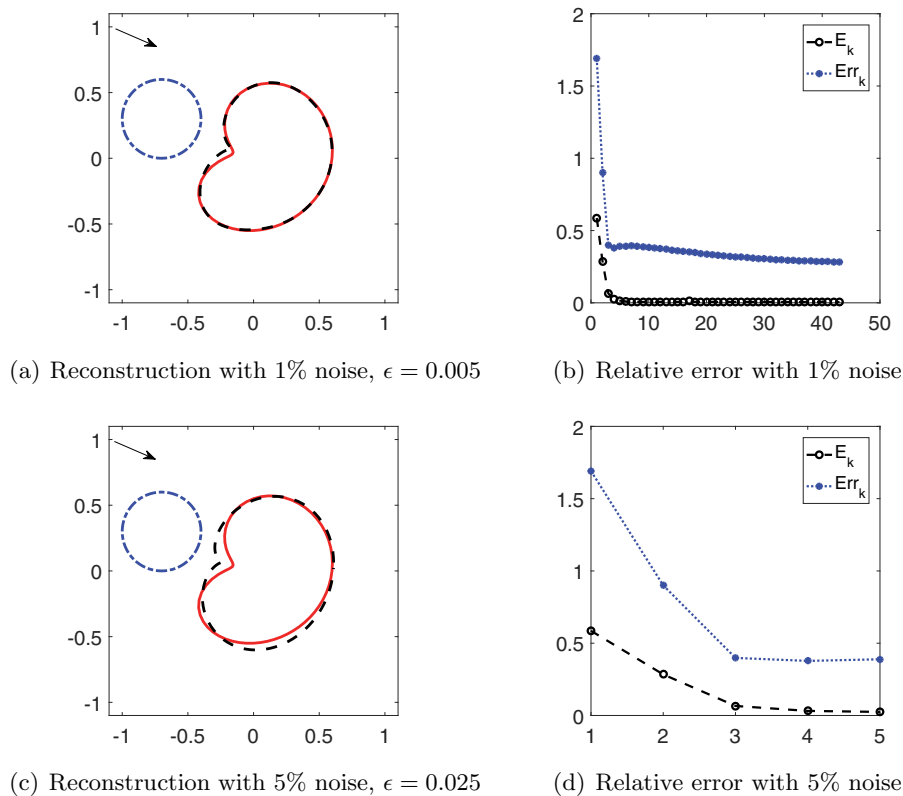 1
0.5
0
-0.5
-1
-1 -0.5 0 0.5 1
(a) Reconstruction with 1% noise, ϵ = 0.005
2
1.5
1
0.5
0
0 10 20 30 40 50
E_k
Err_k
(b) Relative error with 1% noise
1
0.5
0
-0.5
-1
-1 -0.5 0 0.5 1
(c) Reconstruction with 5% noise, ϵ = 0.025
2
1.5
1
0.5
0
1 2 3 4 5
E_k
Err_k
(d) Relative error with 5% noise